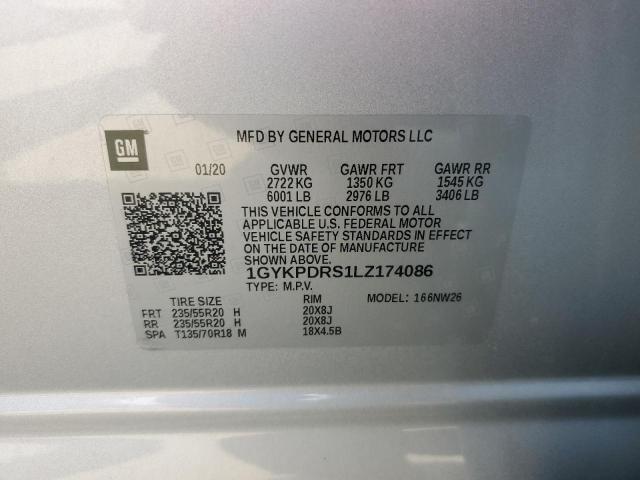 GM
MFD BY GENERAL MOTORS LLC
01/20 GVWR GAWR FRT GAWR RR
2722 KG 1350 KG 1545 KG
6001 LB 2976 LB 3406 LB
THIS VEHICLE CONFORMS TO ALL
APPLICABLE U.S. FEDERAL MOTOR
VEHICLE SAFETY STANDARDS IN EFFECT
ON THE DATE OF MANUFACTURE
SHOWN ABOVE.
1GYKPDRS1LZ174086
TYPE: M.P.V. MODEL: 166NW26
TIRE SIZE RIM
FRT 235/55R20 H 20X8J
RR 235/55R20 H 20X8J
SPA T135/70R18 M 18X4.5B